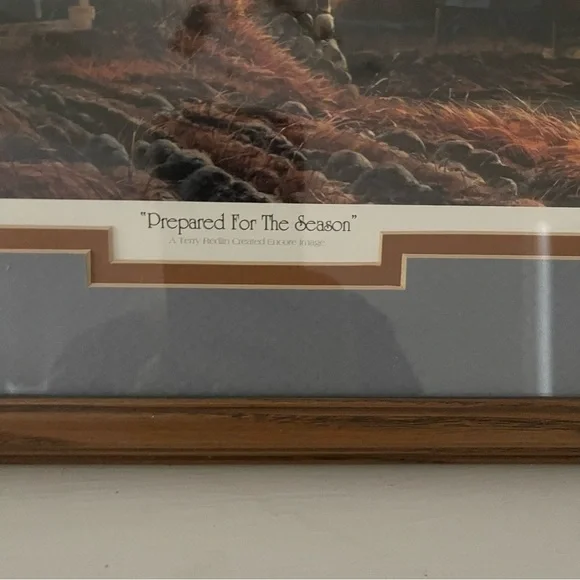 "Prepared For The Season"
A Terry Redlin Created Encore Image